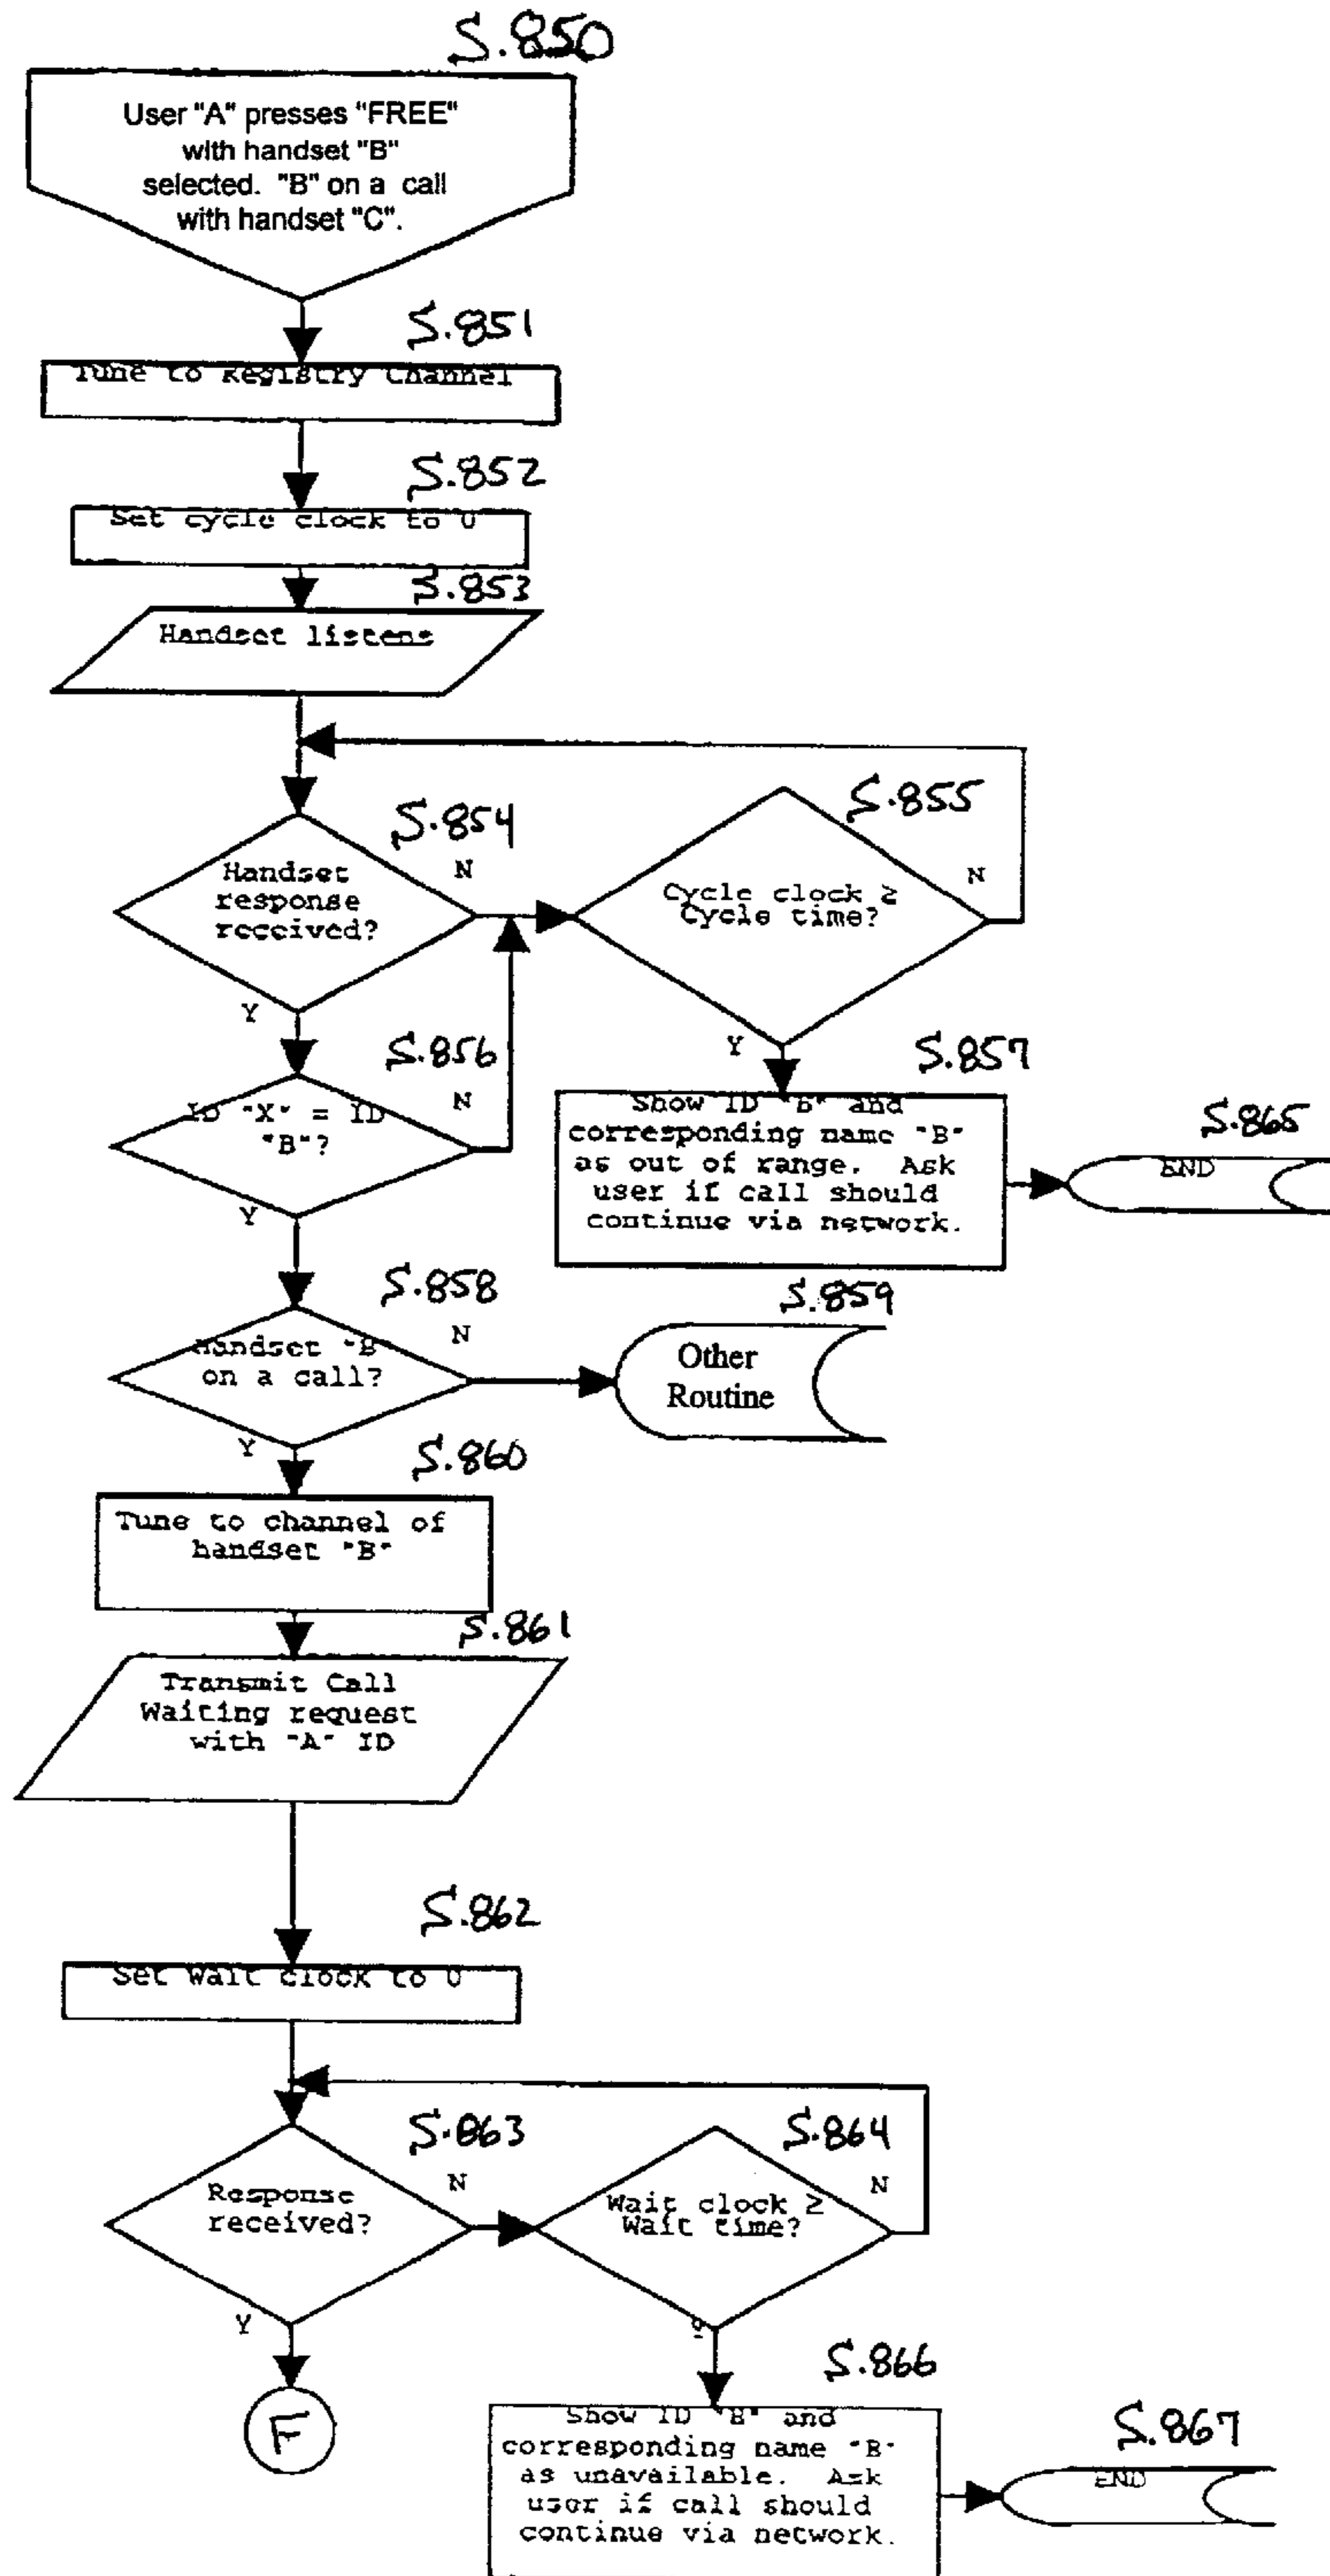 S.850
User "A" presses "FREE"
with handset "B"
selected. "B" on a call
with handset "C".
S.851
Tune to Registry Channel
S.852
Set cycle clock to 0
S.853
Handset listens
S.854
Handset
response
received?
N
Y
S.855
Cycle clock ≥
Cycle time?
N
Y
S.856
ID "X" = ID
"B"?
N
Y
S.857
Show ID "B" and
corresponding name "B"
as out of range. Ask
user if call should
continue via network.
S.865
END
S.858
Handset "B"
on a call?
N
Y
S.859
Other
Routine
S.860
Tune to channel of
handset "B"
S.861
Transmit Call
Waiting request
with "A" ID
S.862
Set wait clock to 0
S.863
Response
received?
N
Y
S.864
Wait clock ≥
Wait time?
N
F
S.866
Show ID "B" and
corresponding name "B"
as unavailable. Ask
user if call should
continue via network.
S.867
END